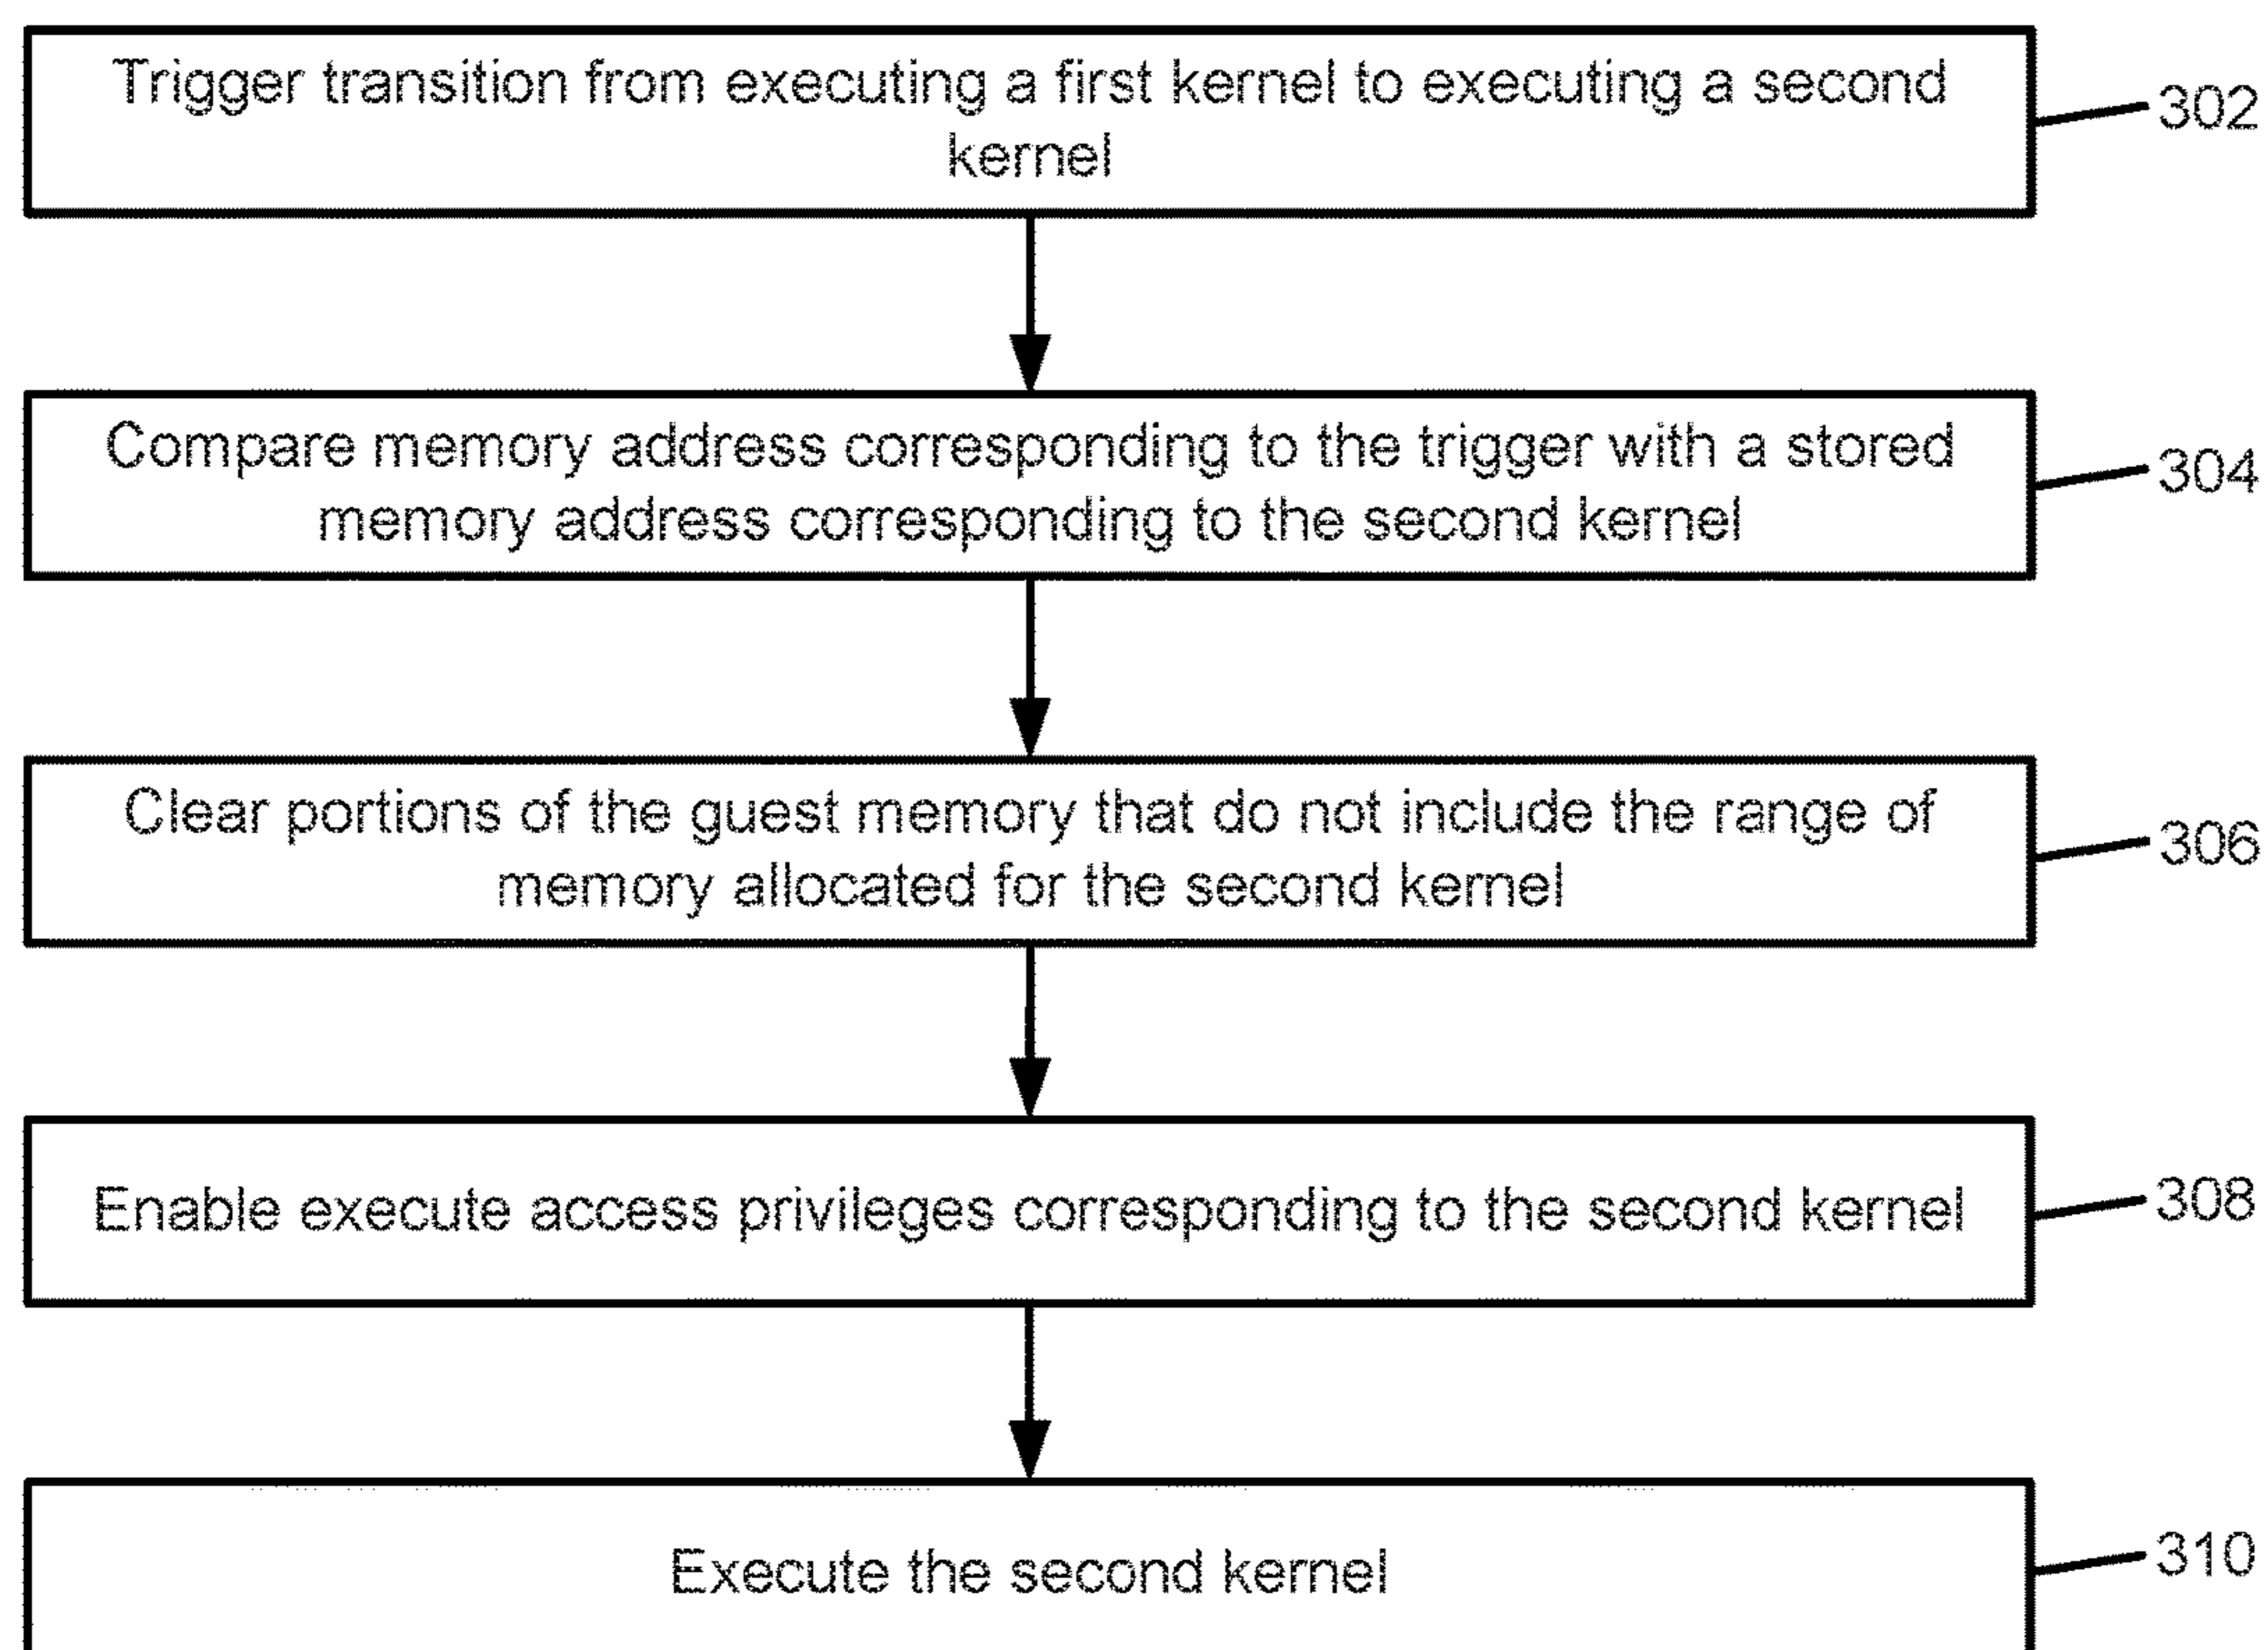 Trigger transition from executing a first kernel to executing a second
kernel
302
Compare memory address corresponding to the trigger with a stored
memory address corresponding to the second kernel
304
Clear portions of the guest memory that do not include the range of
memory allocated for the second kernel
306
Enable execute access privileges corresponding to the second kernel
308
Execute the second kernel
310